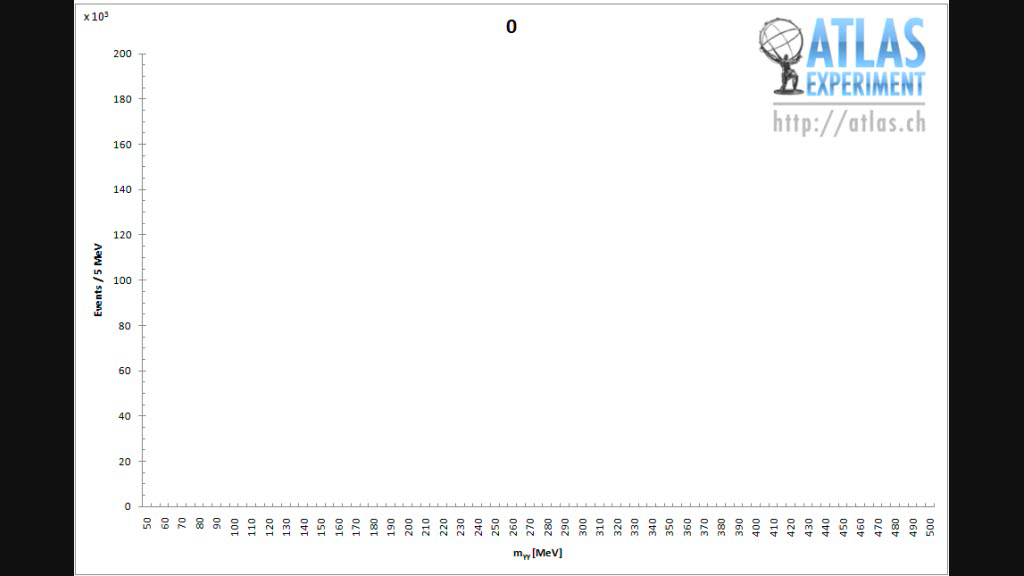 x 10³
0
ATLAS
EXPERIMENT
http://atlas.ch
200
180
160
140
120
100
80
60
40
20
0
Events / 5 MeV
50 60 70 80 90 100 110 120 130 140 150 160 170 180 190 200 210 220 230 240 250 260 270 280 290 300 310 320 330 340 350 360 370 380 390 400 410 420 430 440 450 460 470 480 490 500
mγγ [MeV]